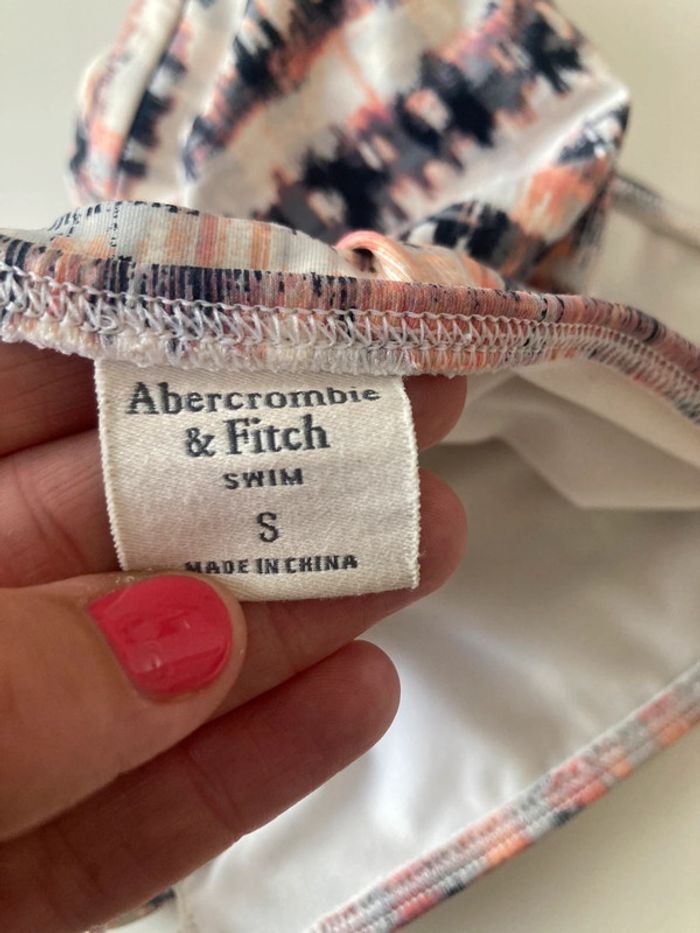 Abercrombie
& Fitch
SWIM
S
MADE IN CHINA